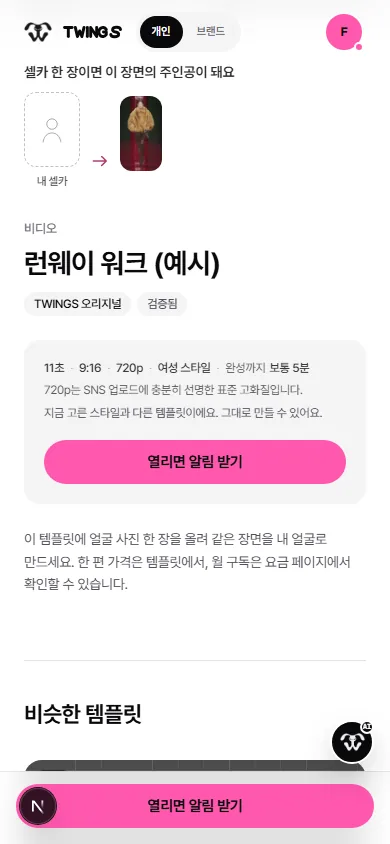 TWINGS
개인
브랜드
F
셀카 한 장이면 이 장면의 주인공이 돼요
내 셀카
비디오
런웨이 워크 (예시)
TWINGS 오리지널
검증됨
11초 · 9:16 · 720p · 여성 스타일 · 완성까지 보통 5분
720p는 SNS 업로드에 충분히 선명한 표준 고화질입니다.
지금 고른 스타일과 다른 템플릿이에요. 그대로 만들 수 있어요.
열리면 알림 받기
이 템플릿에 얼굴 사진 한 장을 올려 같은 장면을 내 얼굴로
만드세요. 한 편 가격은 템플릿에서, 월 구독은 요금 페이지에서
확인할 수 있습니다.
비슷한 템플릿
AI
N
열리면 알림 받기